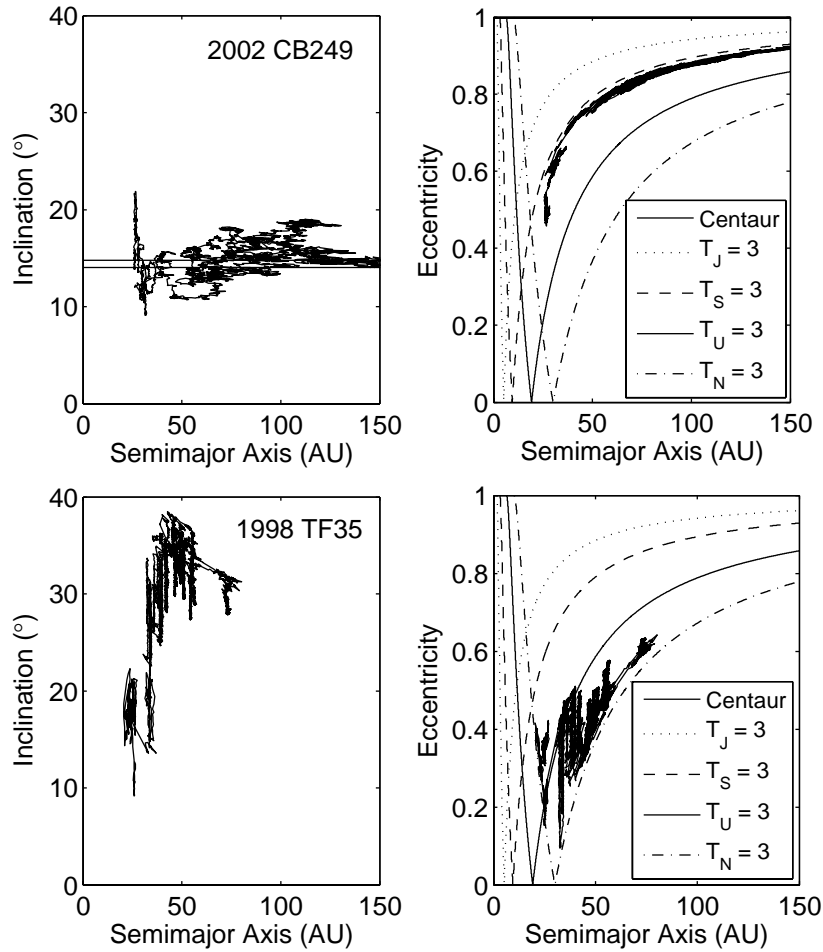 2002 CB249
40
30
20
10
0
Inclination (°)
0 50 100 150
Semimajor Axis (AU)
1
0.8
0.6
0.4
0.2
0
Eccentricity
Centaur
T_J = 3
T_S = 3
T_U = 3
T_N = 3
0 50 100 150
Semimajor Axis (AU)
1998 TF35
40
30
20
10
0
Inclination (°)
0 50 100 150
Semimajor Axis (AU)
1
0.8
0.6
0.4
0.2
0
Eccentricity
Centaur
T_J = 3
T_S = 3
T_U = 3
T_N = 3
0 50 100 150
Semimajor Axis (AU)